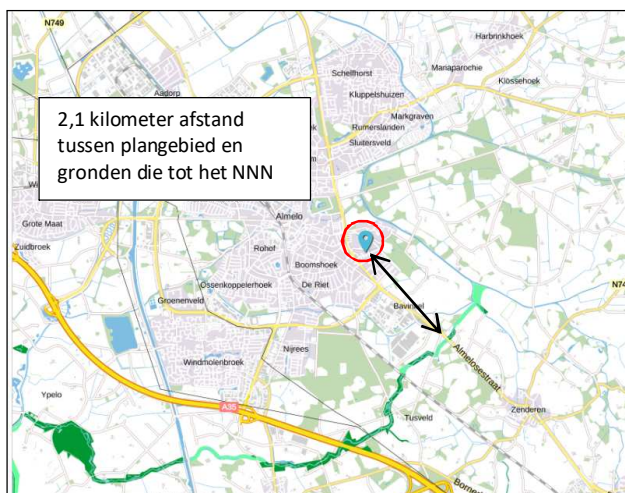 N749
Harbrinkhoek
Mariaparochie
Klössehoek
Schelfhorst
Aadorp
Kluppelshuizen
Markgraven
Rumerslanden
Sluitersveld
2,1 kilometer afstand
tussen plangebied en
gronden die tot het NNN
Grote Maat
Almelo
Zuidbroek
Rohof
Boomshoek
Ossenkoppelerhoek
De Riet
Groenenveld
Bavinkel
Nijrees
Windmolenbroek
Almelosestraat
Ypelo
A35
Zenderen
Tusveld